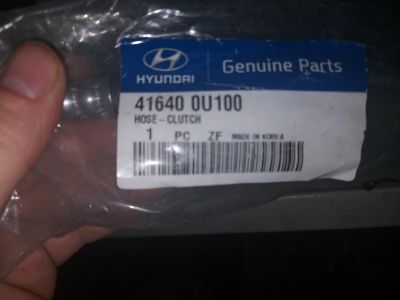 HYUNDAI
Genuine Parts
41640 0U100
HOSE-CLUTCH
1 PC ZF MADE IN KOREA